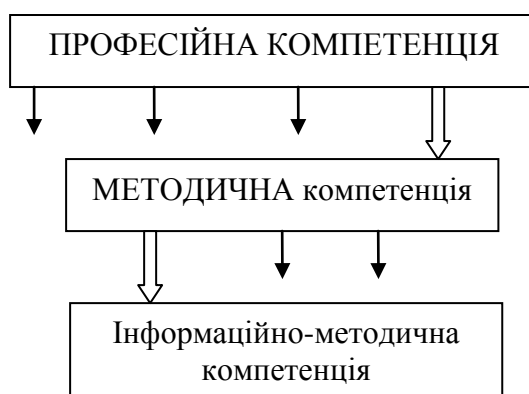 ПРОФЕСІЙНА КОМПЕТЕНЦІЯ
МЕТОДИЧНА компетенція
Інформаційно-методична
компетенція